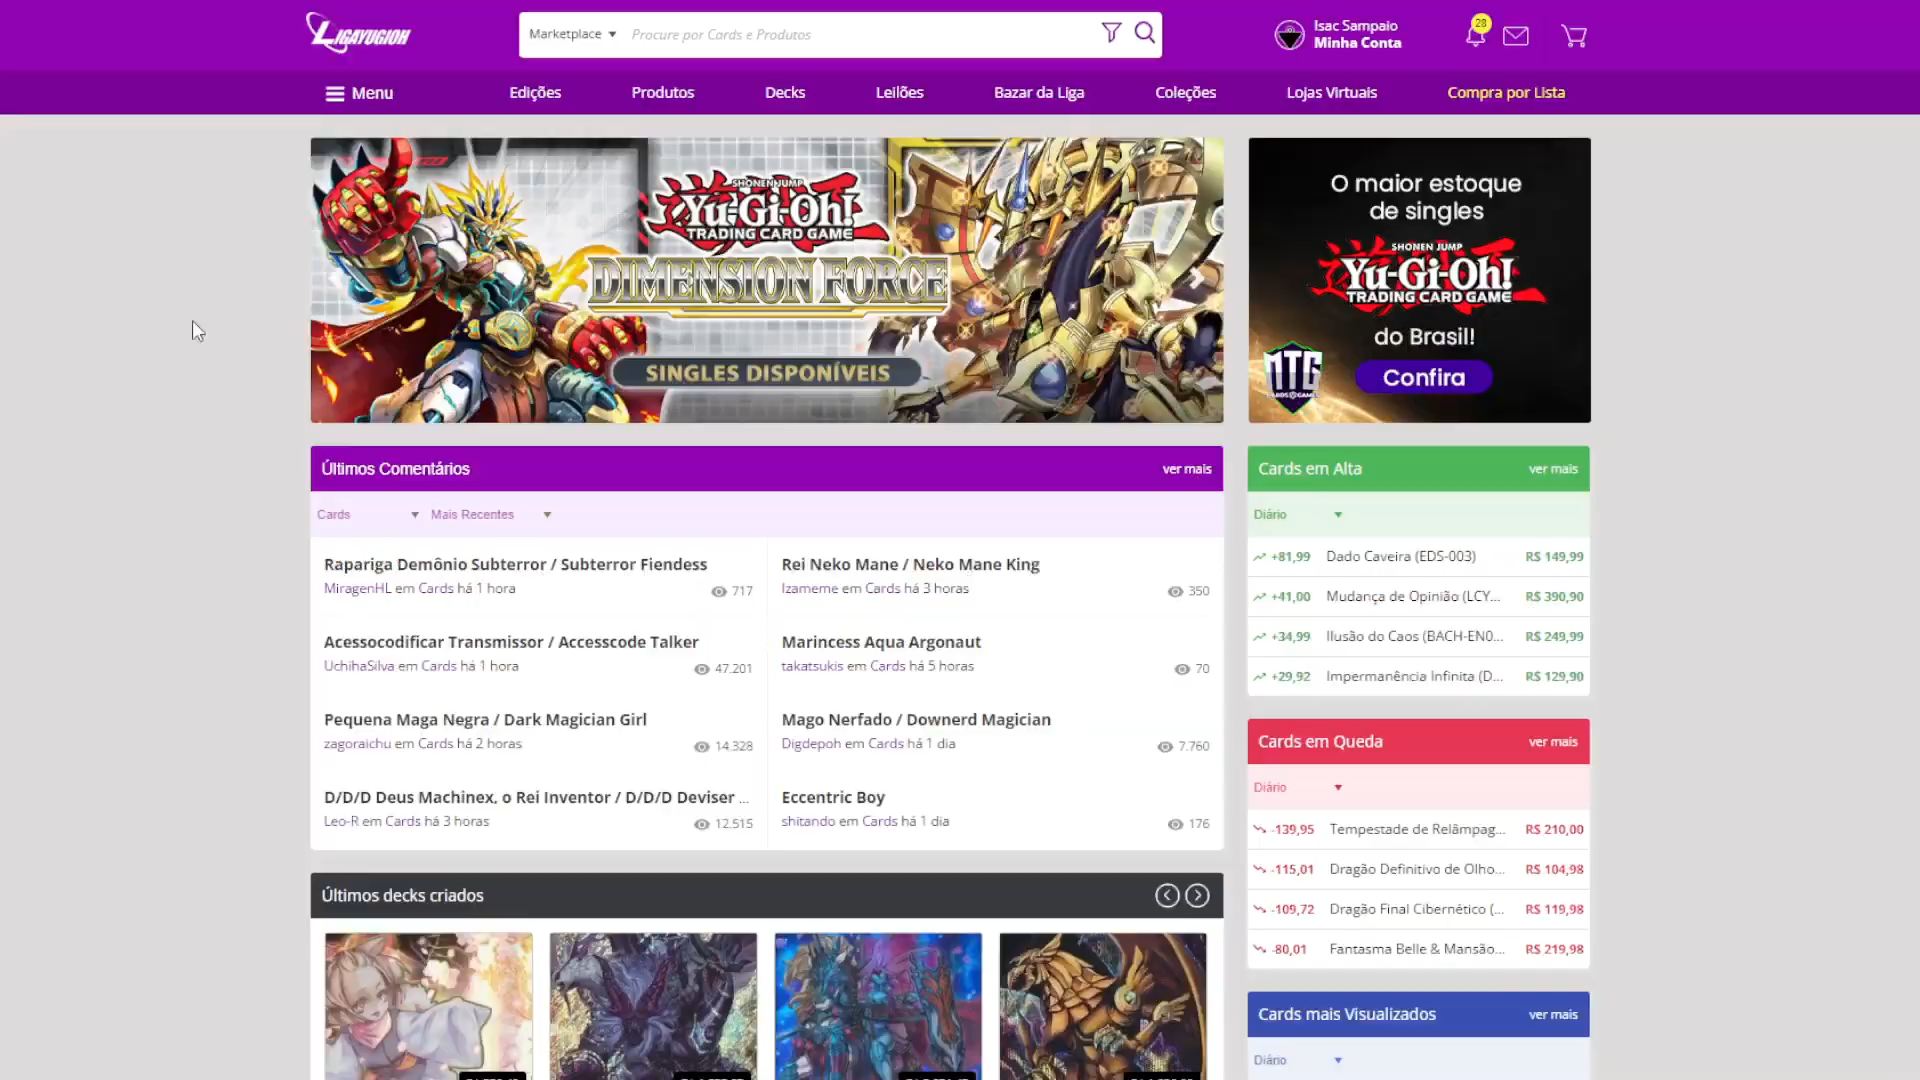 LIGAYUGIOH
Marketplace
Procure por Cards e Produtos
Isac Sampaio
Minha Conta
28
Menu
Edições
Produtos
Decks
Leilões
Bazar da Liga
Coleções
Lojas Virtuais
Compra por Lista
SHONEN JUMP
Yu-Gi-Oh!
TRADING CARD GAME
DIMENSION FORCE
SINGLES DISPONÍVEIS
O maior estoque
de singles
SHONEN JUMP
Yu-Gi-Oh!
TRADING CARD GAME
do Brasil!
MTG
CARDS GAMES
Confira
Últimos Comentários
ver mais
Cards
Mais Recentes
Rapariga Demônio Subterror / Subterror Fiendess
MiragenHL em Cards há 1 hora
717
Rei Neko Mane / Neko Mane King
Izameme em Cards há 3 horas
350
Acessocodificar Transmissor / Accesscode Talker
UchihaSilva em Cards há 1 hora
47.201
Marincess Aqua Argonaut
takatsukis em Cards há 5 horas
70
Pequena Maga Negra / Dark Magician Girl
zagoraichu em Cards há 2 horas
14.328
Mago Nerfado / Downerd Magician
Digdepoh em Cards há 1 dia
7.760
D/D/D Deus Machinex, o Rei Inventor / D/D/D Deviser ...
Leo-R em Cards há 3 horas
12.515
Eccentric Boy
shitando em Cards há 1 dia
176
Últimos decks criados
Cards em Alta
ver mais
Diário
+81,99 Dado Caveira (EDS-003) R$ 149,99
+41,00 Mudança de Opinião (LCY... R$ 390,90
+34,99 Ilusão do Caos (BACH-EN0... R$ 249,99
+29,92 Impermanência Infinita (D... R$ 129,90
Cards em Queda
ver mais
Diário
-139,95 Tempestade de Relâmpag... R$ 210,00
-115,01 Dragão Definitivo de Olho... R$ 104,98
-109,72 Dragão Final Cibernético (... R$ 119,98
-80,01 Fantasma Belle & Mansão... R$ 219,98
Cards mais Visualizados
ver mais
Diário